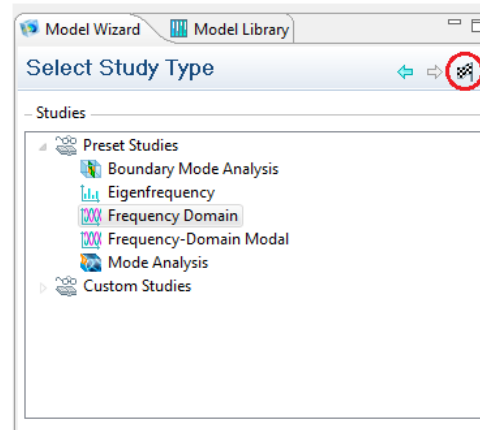 Model Wizard Model Library
Select Study Type
Studies
Preset Studies
Boundary Mode Analysis
Eigenfrequency
Frequency Domain
Frequency-Domain Modal
Mode Analysis
Custom Studies